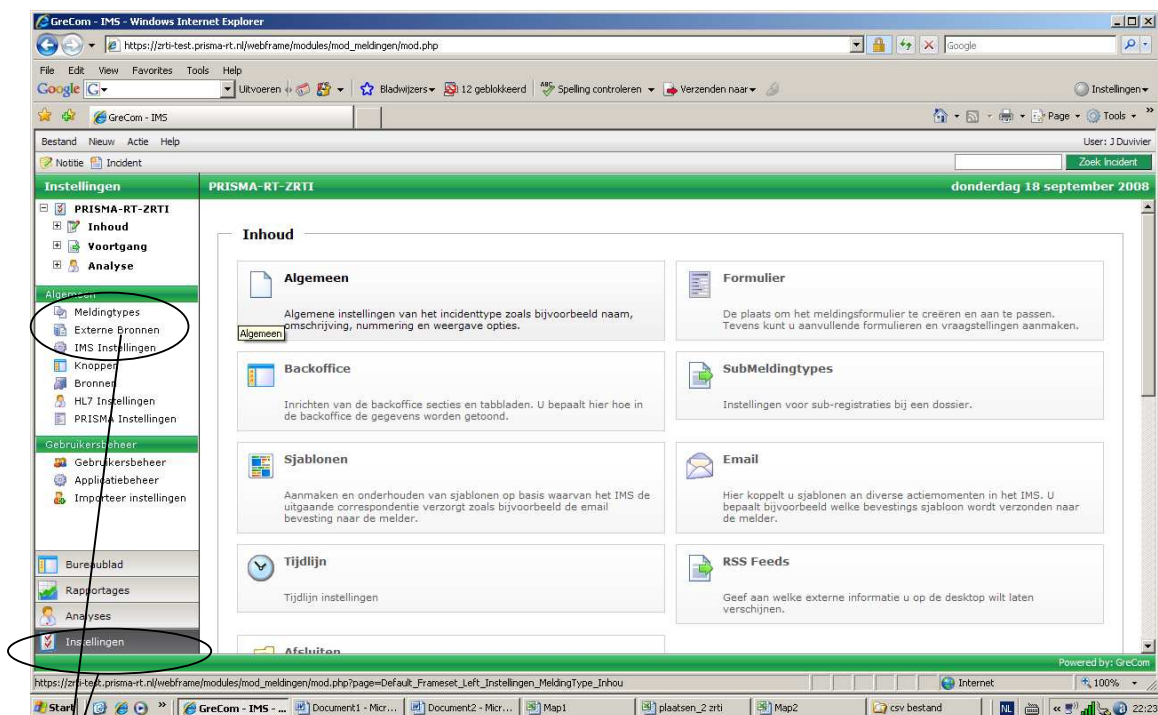 GreCom - IMS - Windows Internet Explorer
https://zrti-test.prisma-rt.nl/webframe/modules/mod_meldingen/mod.php
Google
File Edit View Favorites Tools Help
Google G Uitvoeren Bladwijzers 12 geblokkeerd Spelling controleren Verzenden naar Instellingen
GreCom - IMS Page Tools »
Bestand Nieuw Actie Help User: J Duvivier
Notitie Incident Zoek Incident
Instellingen PRISMA-RT-ZRTI donderdag 18 september 2008
PRISMA-RT-ZRTI
Inhoud
Voortgang
Analyse
Algemeen
Meldingtypes
Externe Bronnen
IMS Instellingen
Knoppen
Bronnen
HL7 Instellingen
PRISMA Instellingen
Gebruikersbeheer
Gebruikersbeheer
Applicatiebeheer
Importeer instellingen
Bureaublad
Rapportages
Analyses
Instellingen
Inhoud
Algemeen
Algemene instellingen van het incidenttype zoals bijvoorbeeld naam,
omschrijving, nummering en weergave opties.
Algemeen
Formulier
De plaats om het meldingsformulier te creëren en aan te passen.
Tevens kunt u aanvullende formulieren en vraagstellingen aanmaken.
Backoffice
Inrichten van de backoffice secties en tabbladen. U bepaalt hier hoe in
de backoffice de gegevens worden getoond.
SubMeldingtypes
Instellingen voor sub-registraties bij een dossier.
Sjablonen
Aanmaken en onderhouden van sjablonen op basis waarvan het IMS de
uitgaande correspondentie verzorgt zoals bijvoorbeeld de email
bevesting naar de melder.
Email
Hier koppelt u sjablonen an diverse actiemomenten in het IMS. U
bepaalt bijvoorbeeld welke bevestings sjabloon wordt verzonden naar
de melder.
Tijdlijn
Tijdlijn instellingen
RSS Feeds
Geef aan welke externe informatie u op de desktop wilt laten
verschijnen.
Afsluiten
Powered by: GreCom
https://zrti-test.prisma-rt.nl/webframe/modules/mod_meldingen/mod.php?page=Default_Frameset_Left_Instellingen_MeldingType_Inhou Internet 100%
Start » GreCom - IMS - ... Document1 - Micr... Document2 - Micr... Map1 plaatsen_2 zrti Map2 csv bestand NL « 22:23